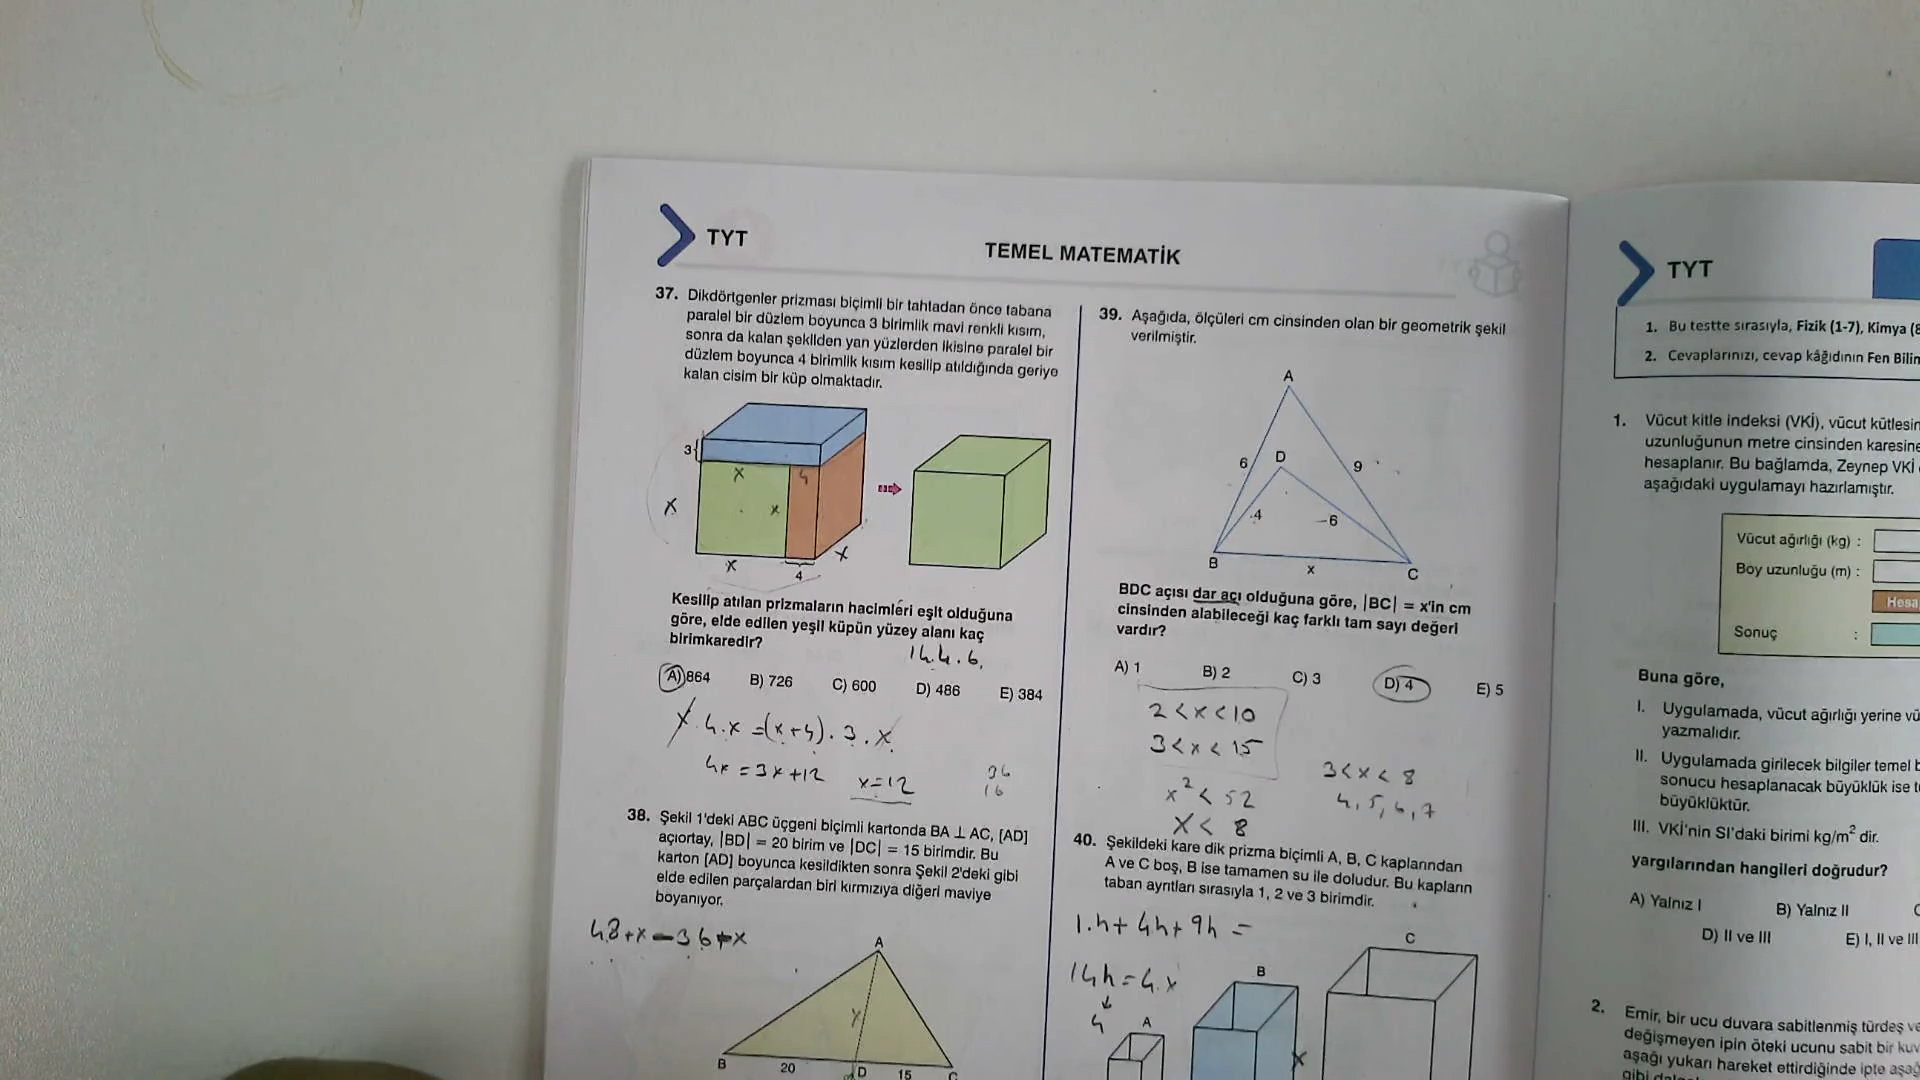 TYT
TEMEL MATEMATİK
37. Dikdörtgenler prizması biçimli bir tahtadan önce tabana
paralel bir düzlem boyunca 3 birimlik mavi renkli kısım,
sonra da kalan şekilden yan yüzlerden ikisine paralel bir
düzlem boyunca 4 birimlik kısım kesilip atıldığında geriye
kalan cisim bir küp olmaktadır.
3
x 4
x x
x x
4
Kesilip atılan prizmaların hacimleri eşit olduğuna
göre, elde edilen yeşil küpün yüzey alanı kaç
birimkaredir?
A) 864 B) 726 C) 600 D) 486 E) 384
x.4.x=(x+4).3.x
4x=3x+12 x=12
36
16
38. Şekil 1'deki ABC üçgeni biçimli kartonda BA ⊥ AC, [AD]
açıortay, |BD| = 20 birim ve |DC| = 15 birimdir. Bu
karton [AD] boyunca kesildikten sonra Şekil 2'deki gibi
elde edilen parçalardan biri kırmızıya diğeri maviye
boyanıyor.
A
B 20 D 15 C
39. Aşağıda, ölçüleri cm cinsinden olan bir geometrik şekil
verilmiştir.
A
6 D 9
4 6
B x C
BDC açısı dar açı olduğuna göre, |BC| = x'in cm
cinsinden alabileceği kaç farklı tam sayı değeri
vardır?
A) 1 B) 2 C) 3 D) 4 E) 5
2<x<10
3<x<15
x²<52
x<8
3<x<8
4,5,6,7
40. Şekildeki kare dik prizma biçimli A, B, C kaplarından
A ve C boş, B ise tamamen su ile doludur. Bu kapların
taban ayrıtları sırasıyla 1, 2 ve 3 birimdir.
1.h+4h+9h=
14h=4.x
4
A B C
x
TYT
1. Bu testte sırasıyla, Fizik (1-7), Kimya (8
2. Cevaplarınızı, cevap kâğıdının Fen Bilin
1. Vücut kitle indeksi (VKİ), vücut kütlesin
uzunluğunun metre cinsinden karesine
hesaplanır. Bu bağlamda, Zeynep VKİ
aşağıdaki uygulamayı hazırlamıştır.
Vücut ağırlığı (kg) :
Boy uzunluğu (m) :
Hesa
Sonuç :
Buna göre,
I. Uygulamada, vücut ağırlığı yerine vü
yazmalıdır.
II. Uygulamada girilecek bilgiler temel b
sonucu hesaplanacak büyüklük ise t
büyüklüktür.
III. VKİ'nin SI'daki birimi kg/m² dir.
yargılarından hangileri doğrudur?
A) Yalnız I B) Yalnız II
D) II ve III E) I, II ve III
2. Emir, bir ucu duvara sabitlenmiş türdeş ve
değişmeyen ipin öteki ucunu sabit bir kuv
aşağı yukarı hareket ettirdiğinde ipte aşağ